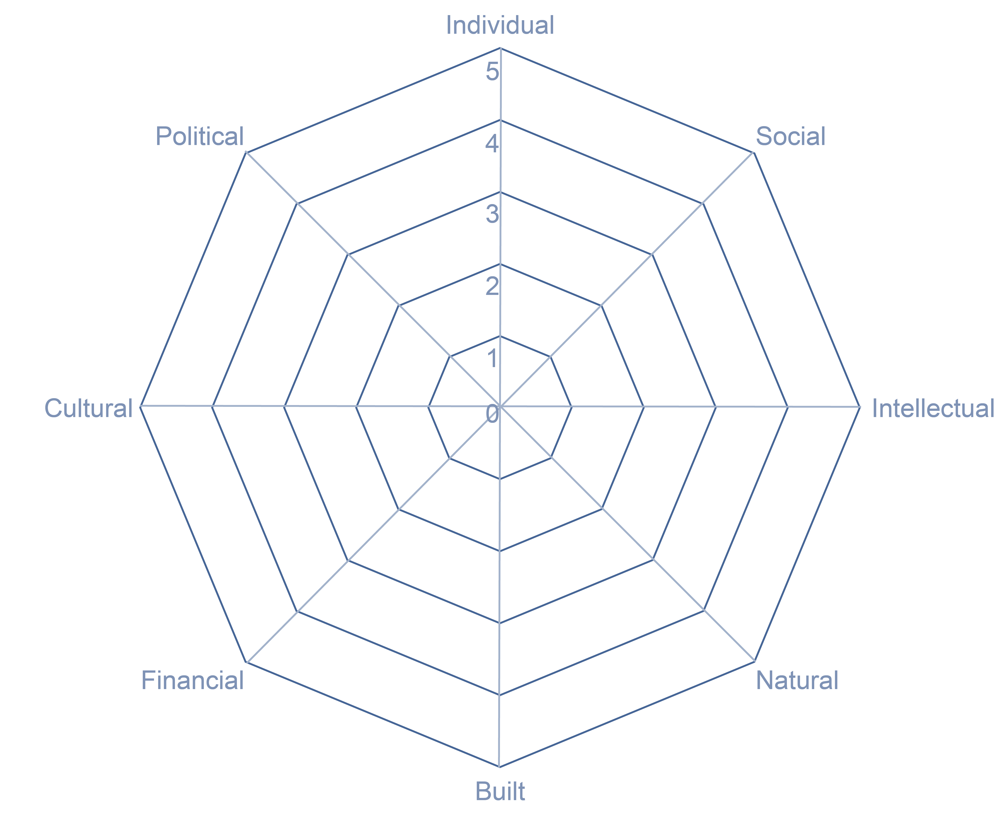 Individual
5
Political
Social
4
3
2
1
Cultural
0
Intellectual
Financial
Natural
Built